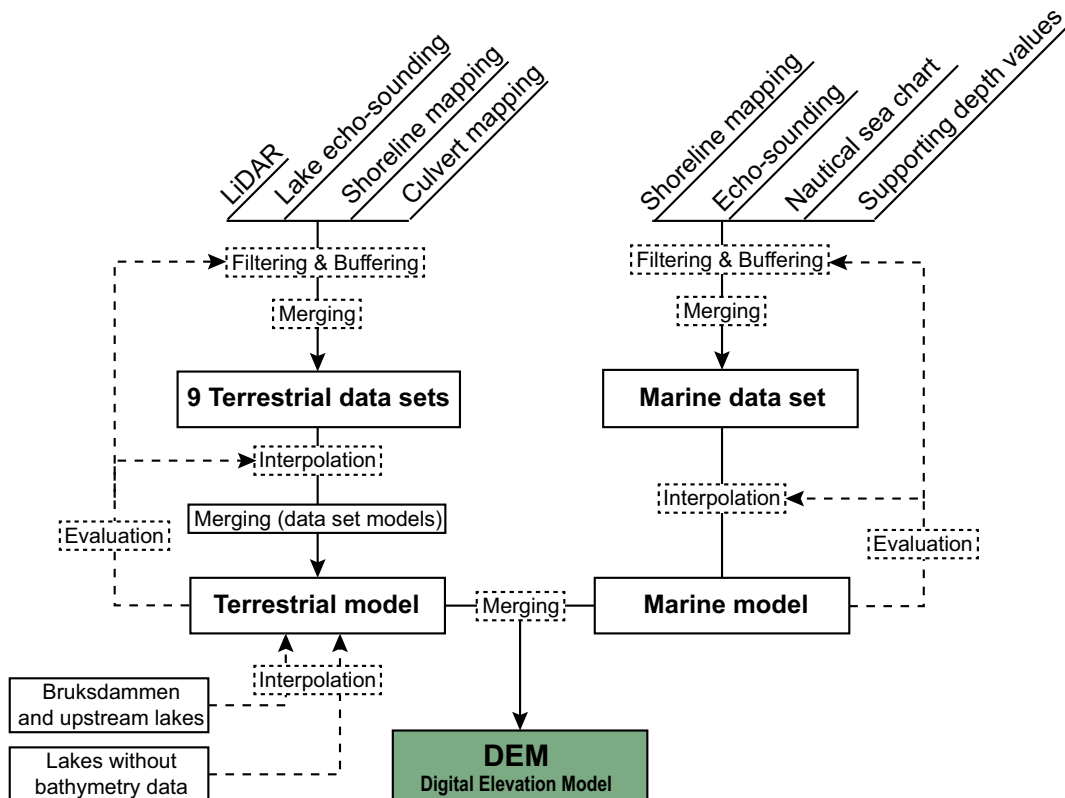 LiDAR
Lake echo-sounding
Shoreline mapping
Culvert mapping
Shoreline mapping
Echo-sounding
Nautical sea chart
Supporting depth values
Filtering & Buffering
Filtering & Buffering
Merging
Merging
9 Terrestrial data sets
Marine data set
Interpolation
Interpolation
Merging (data set models)
Evaluation
Evaluation
Terrestrial model
Merging
Marine model
Interpolation
Bruksdammen
and upstream lakes
Lakes without
bathymetry data
DEM
Digital Elevation Model